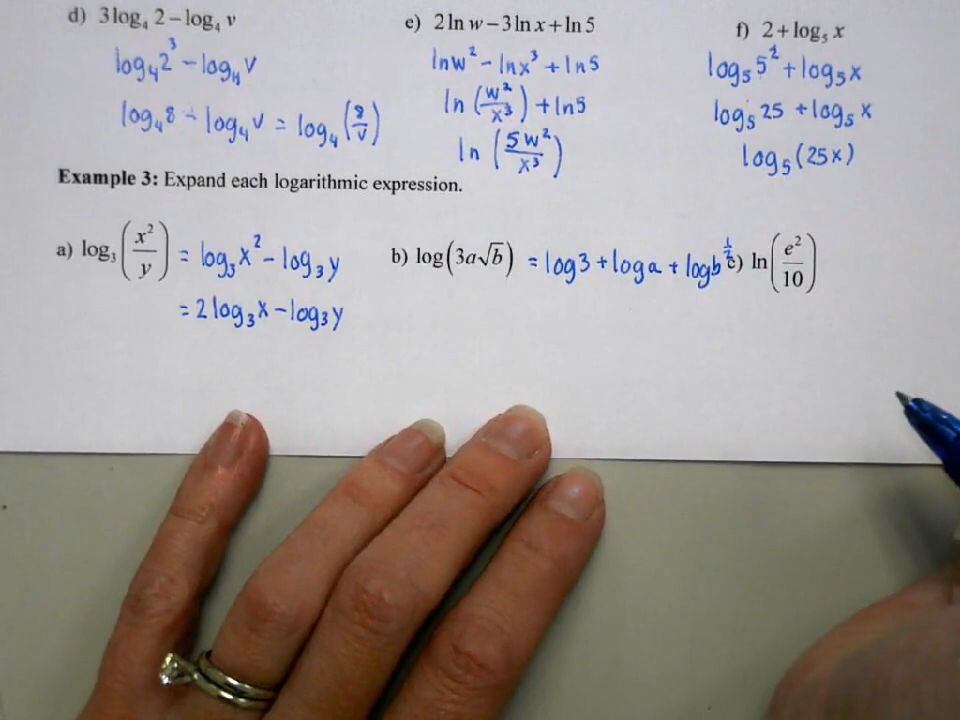 d) 3log₄ 2 − log₄ v
log₄2³ − log₄v
log₄8 − log₄v = log₄(8/v)
e) 2 ln w − 3 ln x + ln 5
lnw² − lnx³ + ln5
ln(w²/x³) + ln5
ln(5w²/x³)
f) 2 + log₅ x
log₅5² + log₅x
log₅25 + log₅x
log₅(25x)
Example 3: Expand each logarithmic expression.
a) log₃(x²/y) = log₃x² − log₃y
= 2log₃x − log₃y
b) log(3a√b) = log3 + loga + logb^½
c) ln(e²/10)